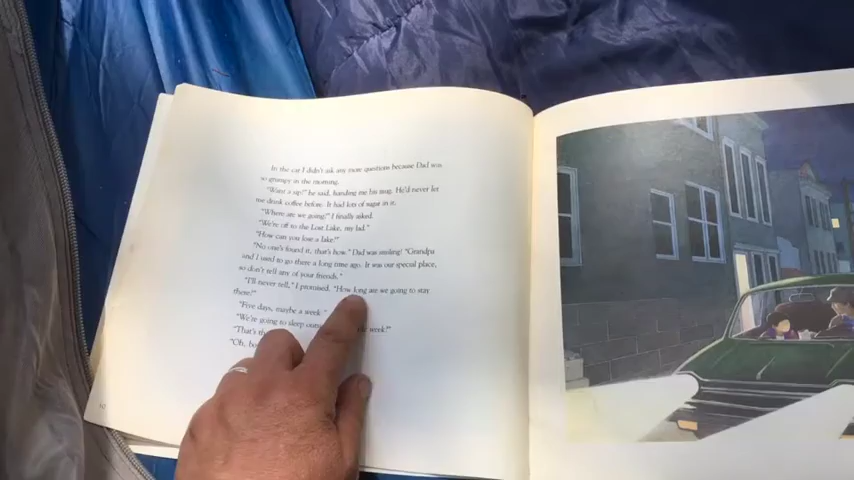 In the car I didn't ask any more questions because Dad was
so grumpy in the morning.
"Want a sip?" he said, handing me his mug. He'd never let
me drink coffee before. It had lots of sugar in it.
"Where are we going?" I finally asked.
"We're off to the Lost Lake, my lad."
"How can you lose a lake?"
"No one's found it, that's how." Dad was smiling! "Grandpa
and I used to go there a long time ago. It was our special place,
so don't tell any of your friends."
"I'll never tell," I promised. "How long are we going to stay
there?"
"Five days, maybe a week."
"We're going to sleep week!"
"That's
"Oh,